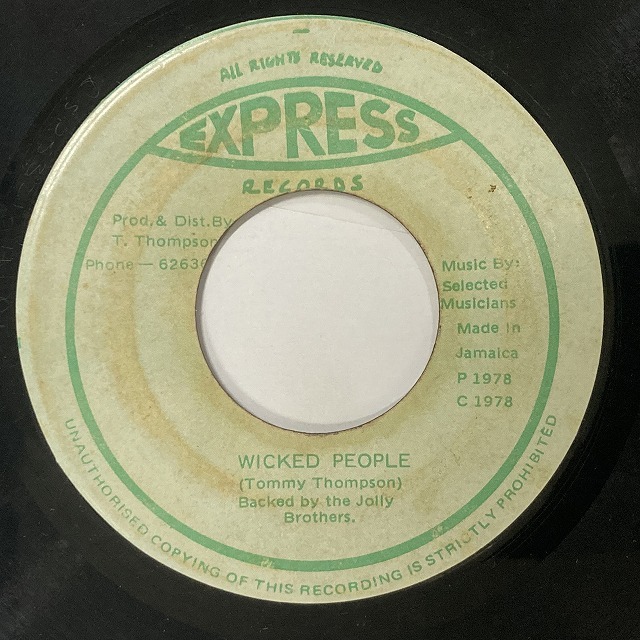 ALL RIGHTS RESERVED
EXPRESS
RECORDS
Prod, & Dist. By
T. Thompson
Phone — 62636
Music By:
Selected
Musicians
Made In
Jamaica
P 1978
C 1978
WICKED PEOPLE
(Tommy Thompson)
Backed by the Jolly
Brothers.
UNAUTHORISED COPYING OF THIS RECORDING IS STRICTLY PROHIBITED